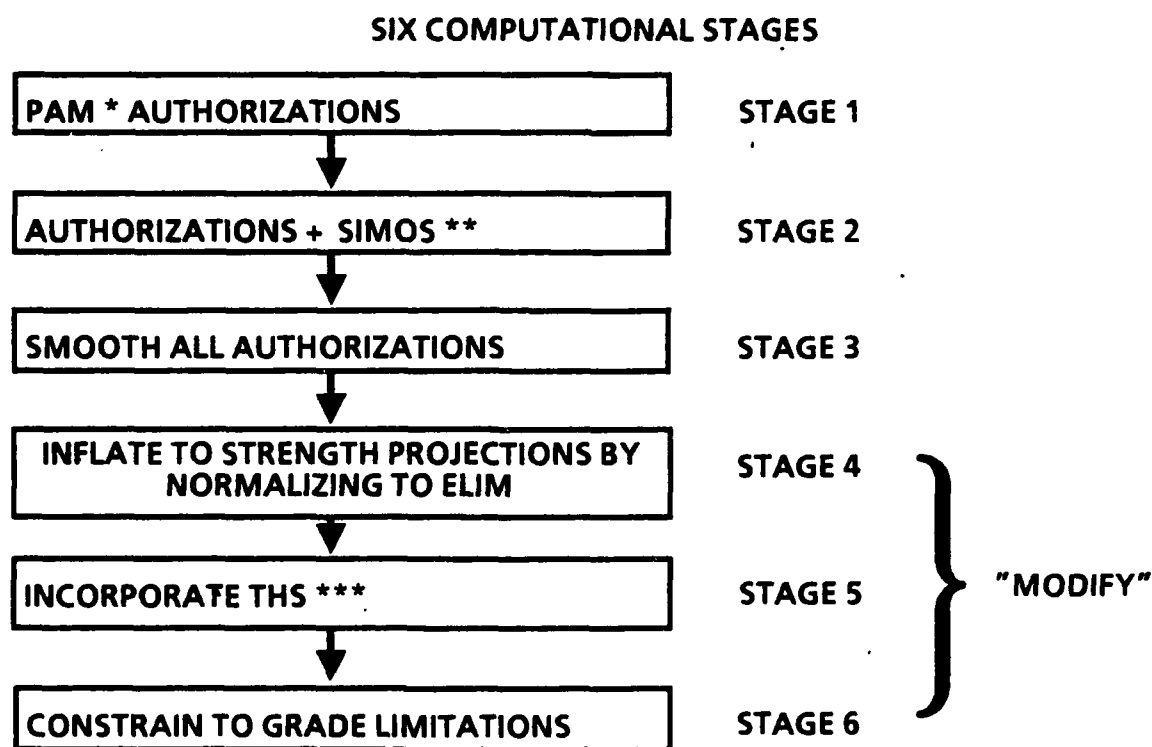 SIX COMPUTATIONAL STAGES
PAM * AUTHORIZATIONS
STAGE 1
AUTHORIZATIONS + SIMOS **
STAGE 2
SMOOTH ALL AUTHORIZATIONS
STAGE 3
INFLATE TO STRENGTH PROJECTIONS BY
NORMALIZING TO ELIM
STAGE 4
INCORPORATE THS ***
STAGE 5
"MODIFY"
CONSTRAIN TO GRADE LIMITATIONS
STAGE 6